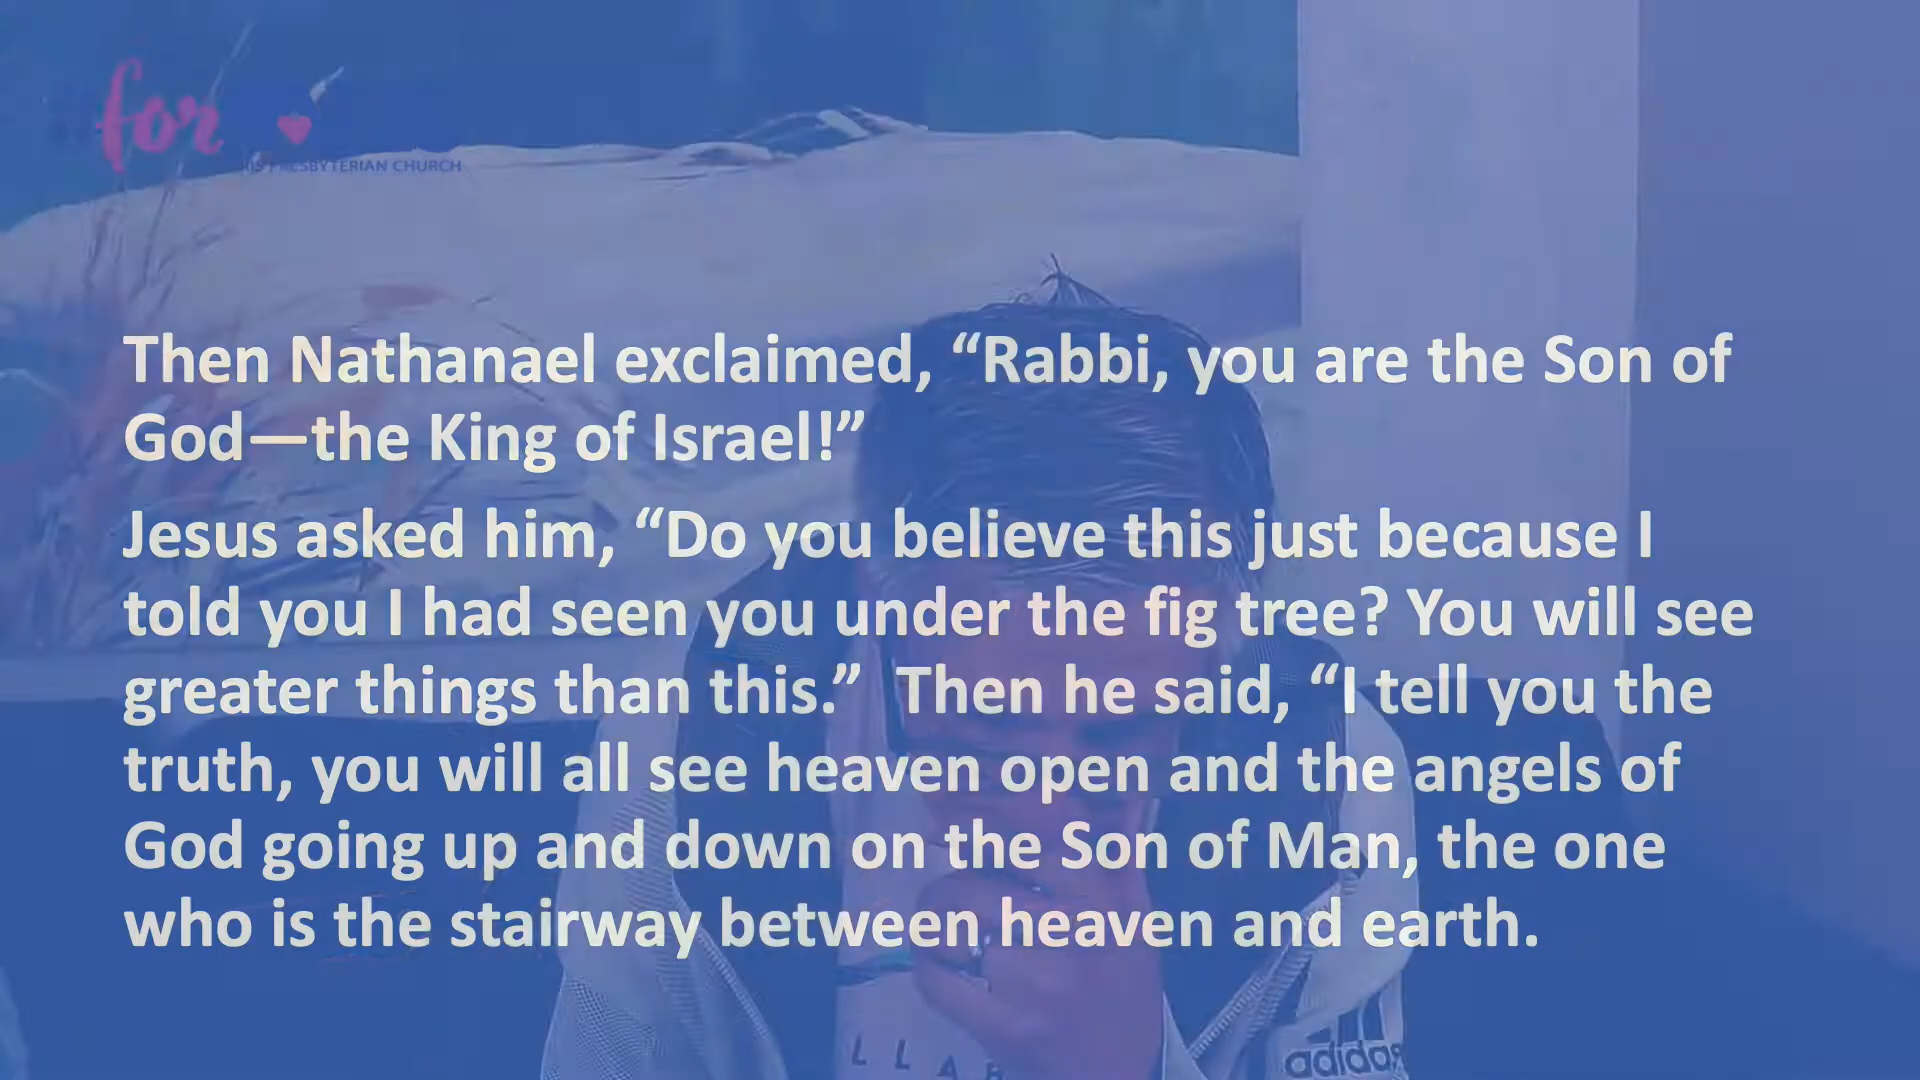 for
PRESBYTERIAN CHURCH
Then Nathanael exclaimed, “Rabbi, you are the Son of
God—the King of Israel!”
Jesus asked him, “Do you believe this just because I
told you I had seen you under the fig tree? You will see
greater things than this.”  Then he said, “I tell you the
truth, you will all see heaven open and the angels of
God going up and down on the Son of Man, the one
who is the stairway between heaven and earth.
adidas